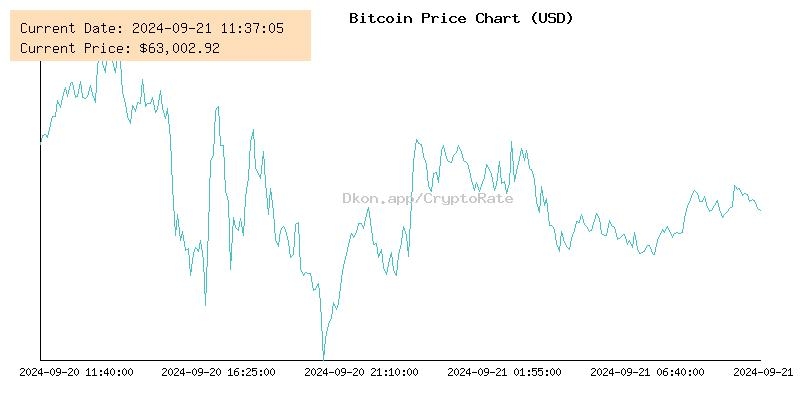 Bitcoin Price Chart (USD)
Current Date: 2024-09-21 11:37:05
Current Price: $63,002.92
Dkon.app/CryptoRate
2024-09-20 11:40:00 2024-09-20 16:25:00 2024-09-20 21:10:00 2024-09-21 01:55:00 2024-09-21 06:40:00 2024-09-21